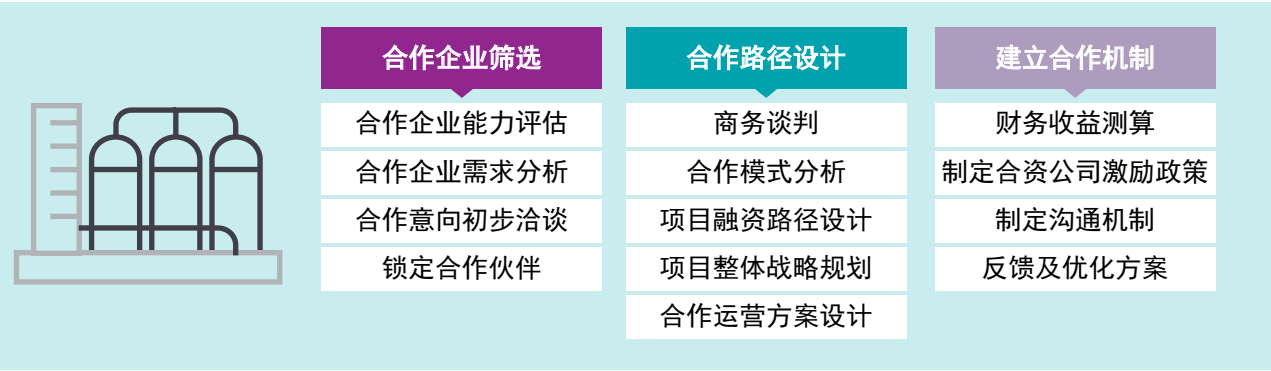 合作企业筛选
合作企业能力评估
合作企业需求分析
合作意向初步洽谈
锁定合作伙伴
合作路径设计
商务谈判
合作模式分析
项目融资路径设计
项目整体战略规划
合作运营方案设计
建立合作机制
财务收益测算
制定合资公司激励政策
制定沟通机制
反馈及优化方案